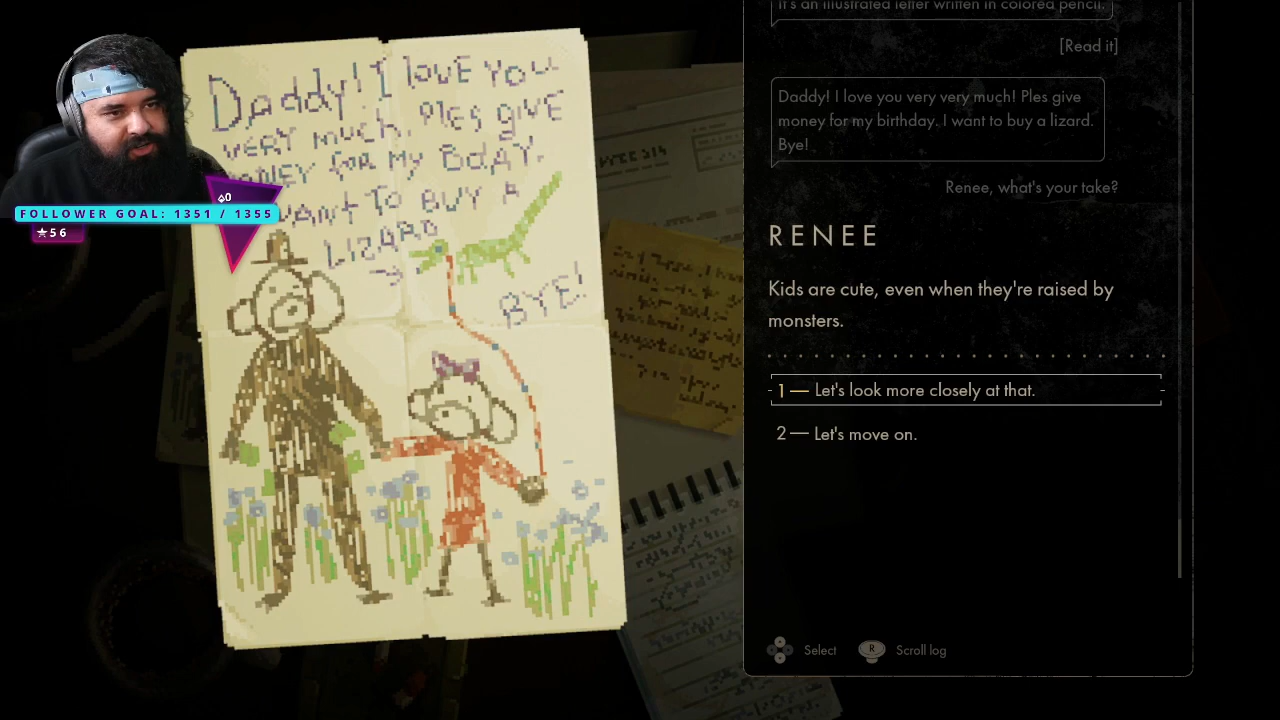 It's an illustrated letter written in colored pencil.
[Read it]
Daddy! I love you very very much! Ples give
money for my birthday. I want to buy a lizard.
Bye!
Renee, what's your take?
RENEE
Kids are cute, even when they're raised by
monsters.
1 — Let's look more closely at that.
2 — Let's move on.
R
Select
Scroll log
Daddy! I lovE YoU
vERY much. Ples givE
monEY foR my BdAY.
I wAnt to BUY A
LIZARD
BYE!
0
FOLLOWER GOAL: 1351 / 1355
★56